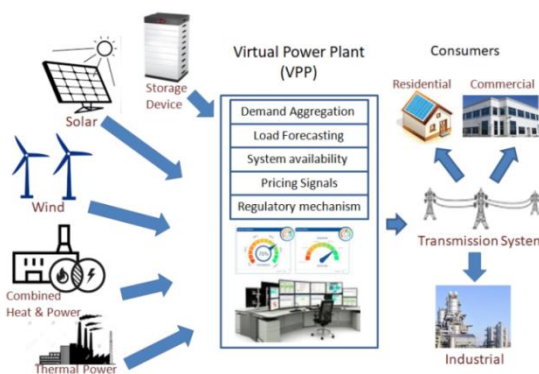 Virtual Power Plant
(VPP)
Consumers
Solar
Storage
Device
Wind
Combined
Heat & Power
Thermal Power
Demand Aggregation
Load Forecasting
System availability
Pricing Signals
Regulatory mechanism
Residential
Commercial
Transmission System
Industrial